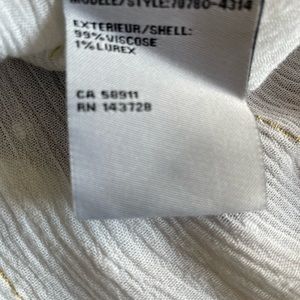 MODELE/STYLE:70780-4314
EXTERIEUR/SHELL:
99% VISCOSE
1% LUREX
CA 58911
RN 143728